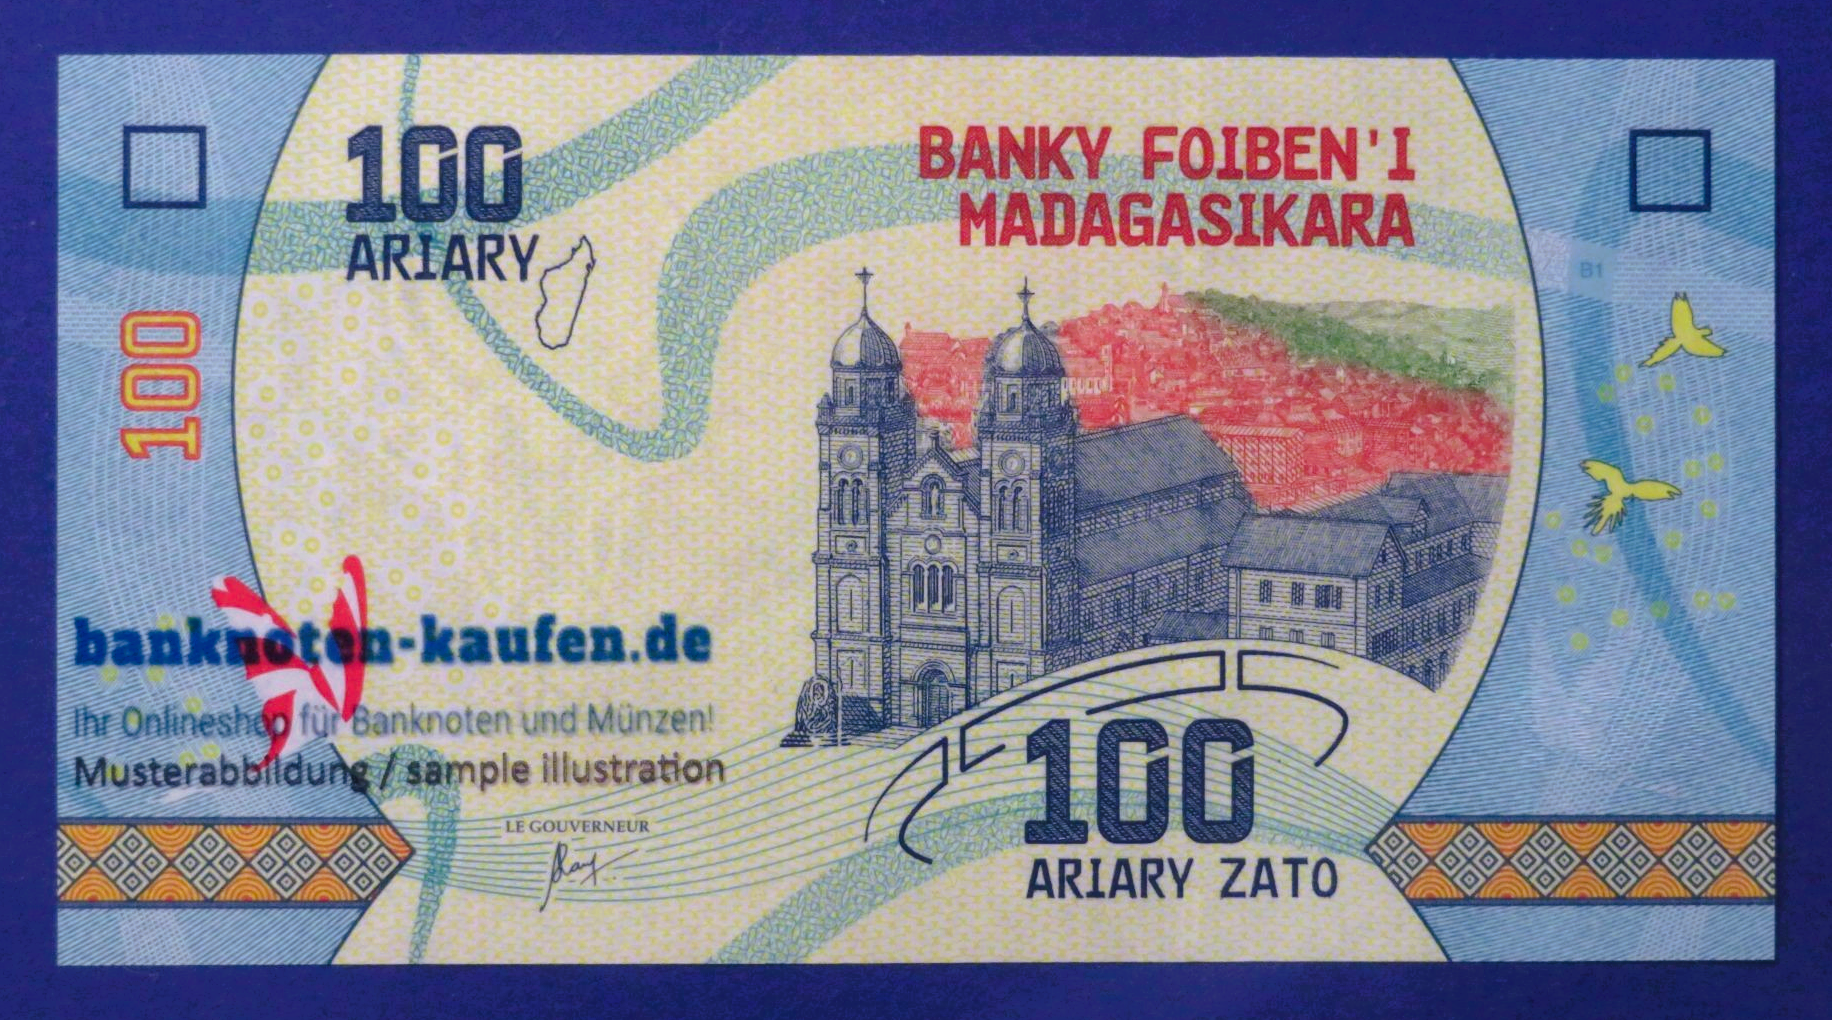 100
ARIARY
BANKY FOIBEN'I
MADAGASIKARA
B1
100
banknoten-kaufen.de
Ihr Onlineshop für Banknoten und Münzen!
Musterabbildung / sample illustration
LE GOUVERNEUR
100
ARIARY ZATO